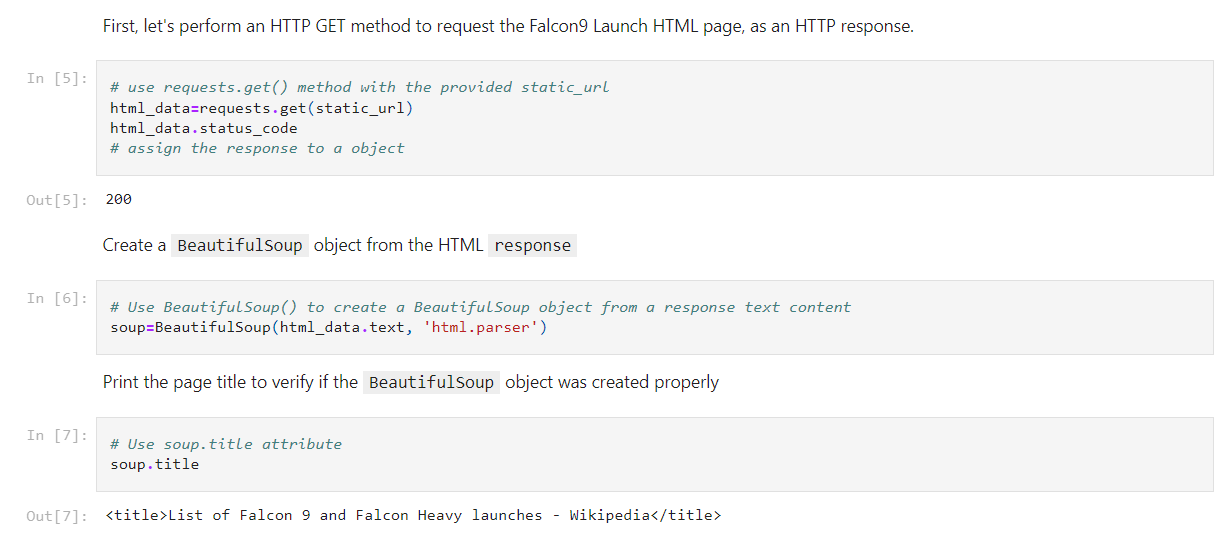 First, let's perform an HTTP GET method to request the Falcon9 Launch HTML page, as an HTTP response.
In [5]:
# use requests.get() method with the provided static_url
html_data=requests.get(static_url)
html_data.status_code
# assign the response to a object
Out[5]: 200
Create a BeautifulSoup object from the HTML response
In [6]:
# Use BeautifulSoup() to create a BeautifulSoup object from a response text content
soup=BeautifulSoup(html_data.text, 'html.parser')
Print the page title to verify if the BeautifulSoup object was created properly
In [7]:
# Use soup.title attribute
soup.title
Out[7]: <title>List of Falcon 9 and Falcon Heavy launches - Wikipedia</title>